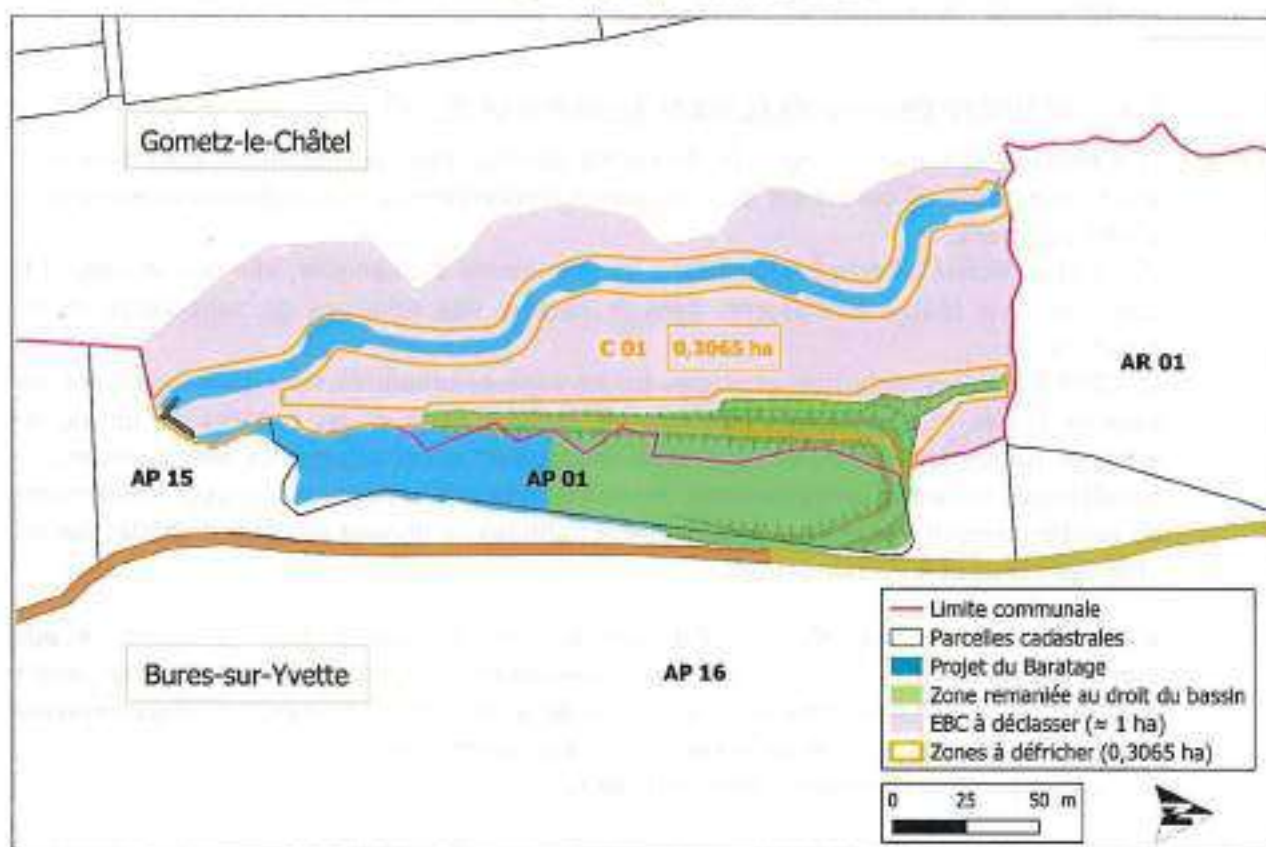 Gometz-le-Châtel
C 01 0,3065 ha
AR 01
AP 15
AP 01
Bures-sur-Yvette
AP 16
Limite communale
Parcelles cadastrales
Projet du Baratage
Zone remaniée au droit du bassin
EBC à déclasser (≈ 1 ha)
Zones à défricher (0,3065 ha)
0 25 50 m